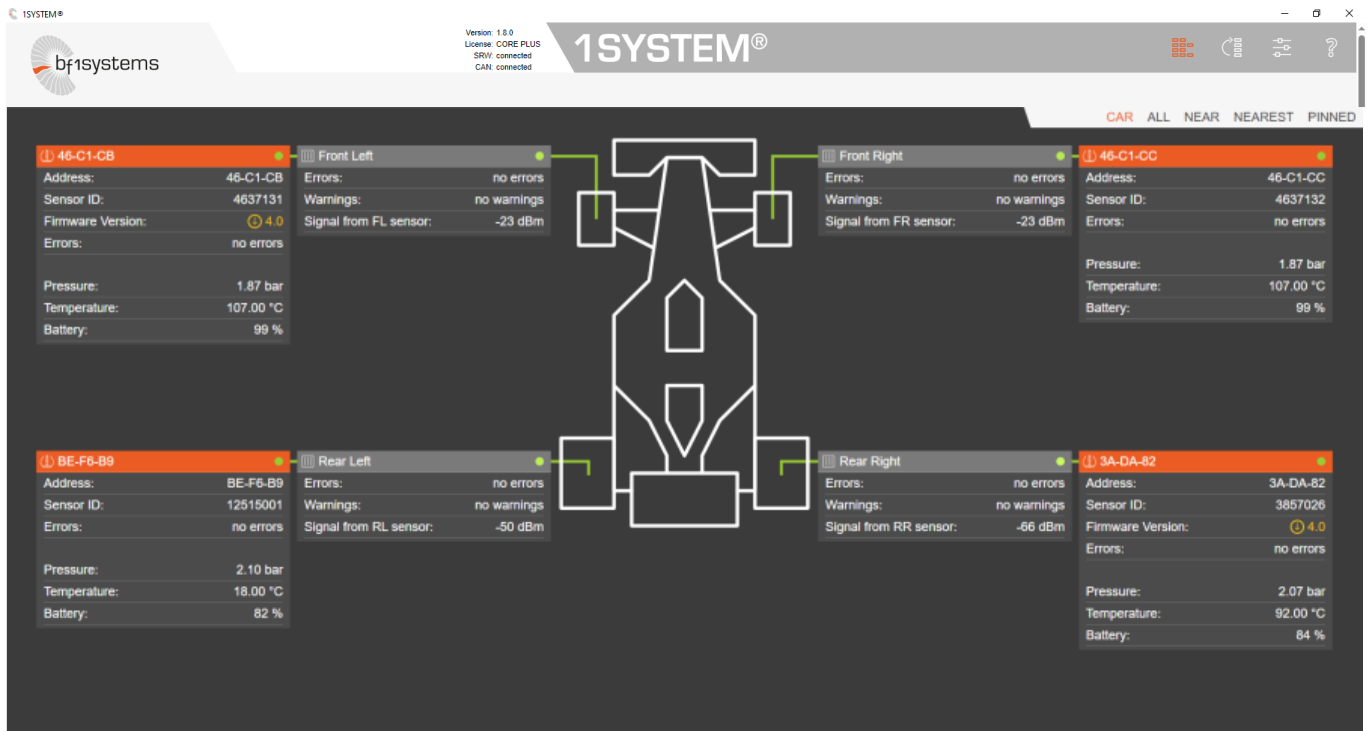 1SYSTEM®
bf1systems
Version: 1.8.0
License: CORE PLUS
SRW: connected
CAN: connected
1SYSTEM®
CAR ALL NEAR NEAREST PINNED
46-C1-CB
Address: 46-C1-CB
Sensor ID: 4637131
Firmware Version: 4.0
Errors: no errors
Pressure: 1.87 bar
Temperature: 107.00 °C
Battery: 99 %
Front Left
Errors: no errors
Warnings: no warnings
Signal from FL sensor: -23 dBm
Front Right
Errors: no errors
Warnings: no warnings
Signal from FR sensor: -23 dBm
46-C1-CC
Address: 46-C1-CC
Sensor ID: 4637132
Errors: no errors
Pressure: 1.87 bar
Temperature: 107.00 °C
Battery: 99 %
BE-F6-B9
Address: BE-F6-B9
Sensor ID: 12515001
Errors: no errors
Pressure: 2.10 bar
Temperature: 18.00 °C
Battery: 82 %
Rear Left
Errors: no errors
Warnings: no warnings
Signal from RL sensor: -50 dBm
Rear Right
Errors: no errors
Warnings: no warnings
Signal from RR sensor: -66 dBm
3A-DA-82
Address: 3A-DA-82
Sensor ID: 3857026
Firmware Version: 4.0
Errors: no errors
Pressure: 2.07 bar
Temperature: 92.00 °C
Battery: 84 %